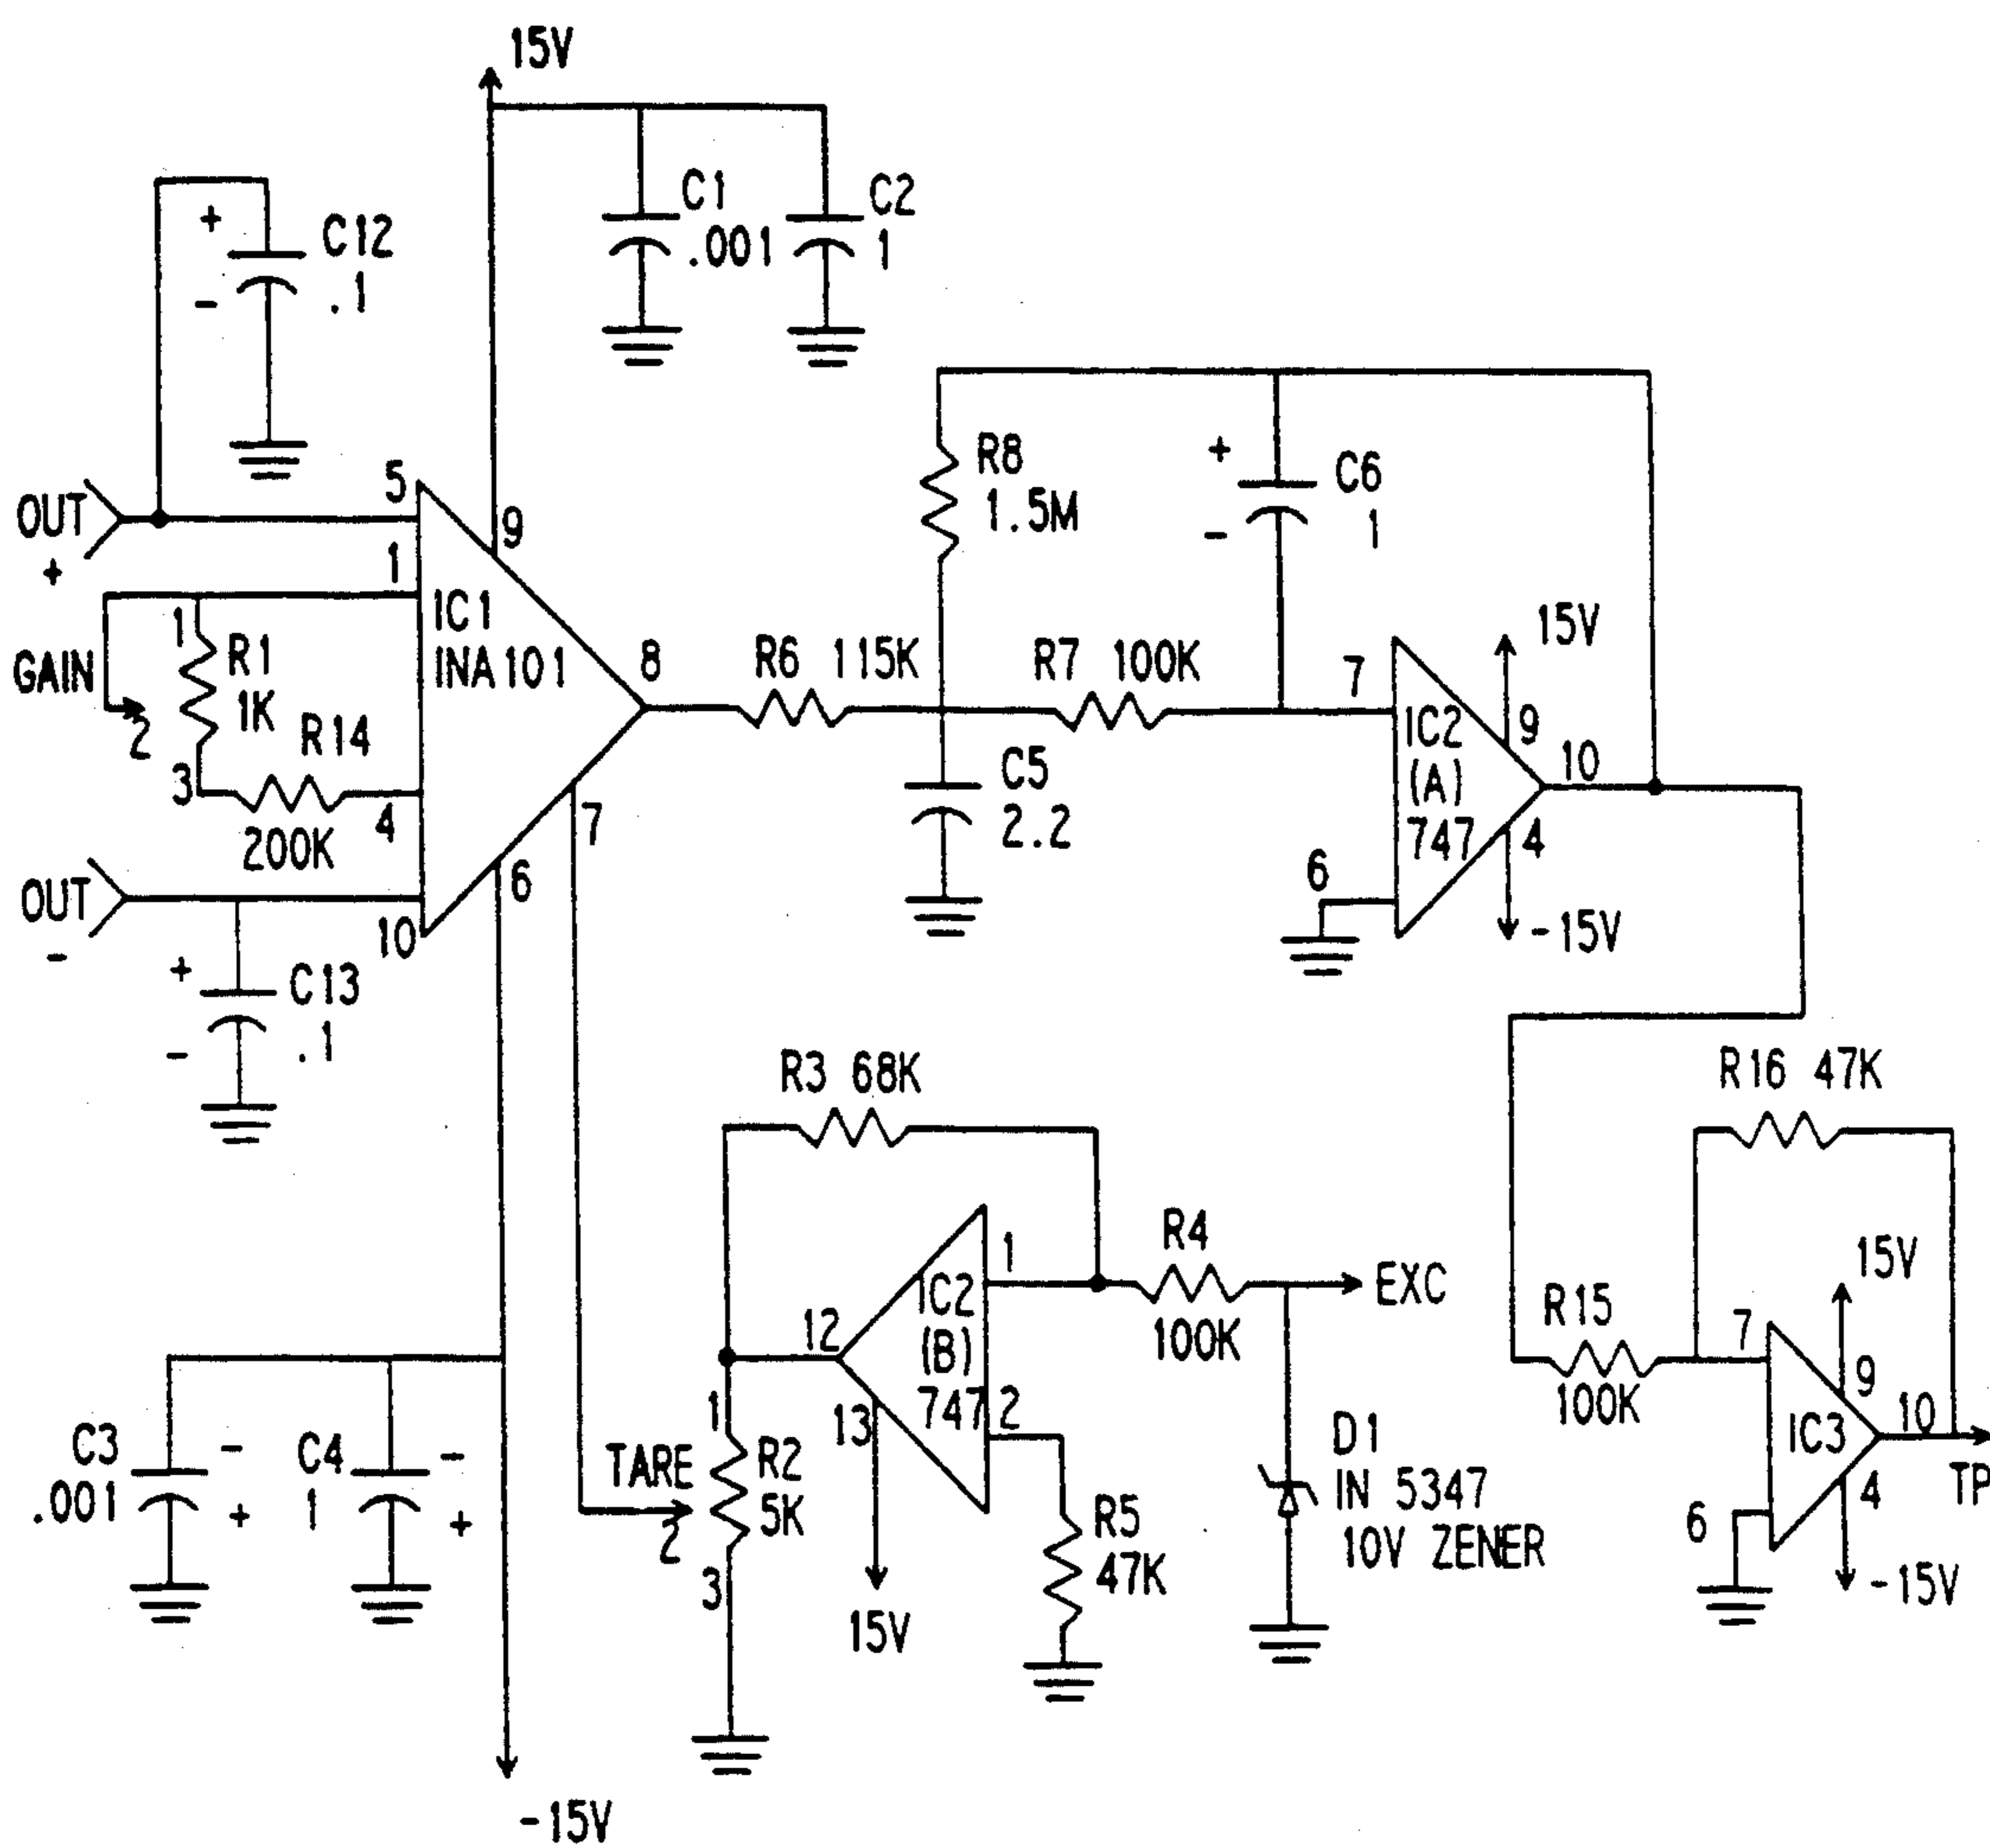 15V
C12
.1
+
-
C1
.001
C2
1
OUT
+
5
9
1
IC1
INA101
GAIN
1
R1
1K
2
R14
3
200K
4
8
7
6
OUT
-
10
+
C13
.1
-
R6 115K
R8
1.5M
R7 100K
C5
2.2
+
C6
1
-
7
15V
IC2
(A)
747
9
10
4
6
-15V
R3 68K
R16 47K
1
IC2
(B)
747
12
2
13
15V
R4
100K
EXC
R15
100K
7
15V
9
IC3
10
TP
4
6
-15V
C3
.001
-
+
C4
1
-
+
TARE
1
R2
5K
2
3
R5
47K
D1
IN 5347
10V ZENER
-15V